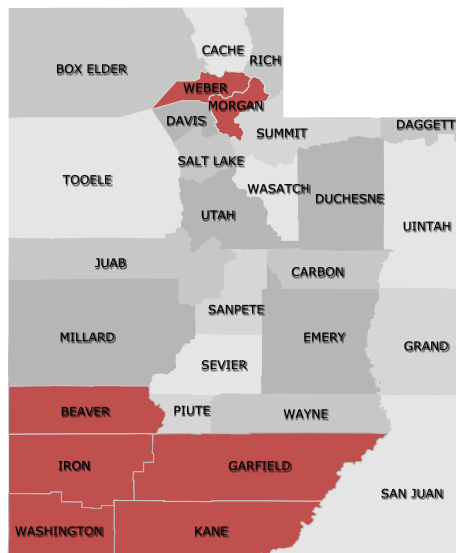 CACHE
RICH
BOX ELDER
WEBER
MORGAN
DAVIS
SUMMIT
DAGGETT
SALT LAKE
TOOELE
WASATCH
DUCHESNE
UTAH
UINTAH
JUAB
CARBON
SANPETE
MILLARD
EMERY
GRAND
SEVIER
BEAVER
PIUTE
WAYNE
IRON
GARFIELD
SAN JUAN
WASHINGTON
KANE